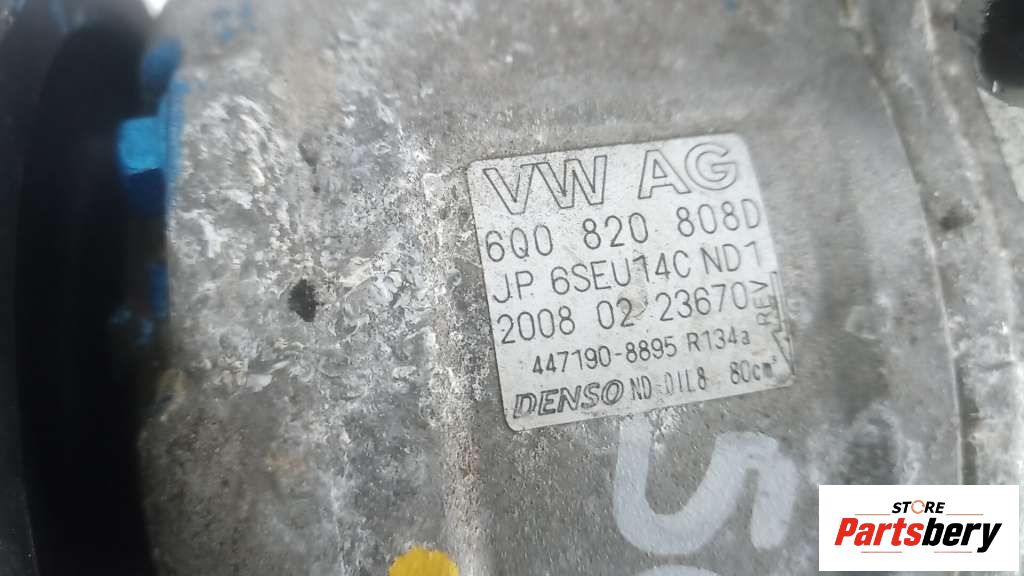 VW AG
6Q0 820 808D
JP 6SEU14C ND1
2008 02 23670
REV
447190-8895 R134a
DENSO ND-OIL8 80cm³
STORE
Partsbery